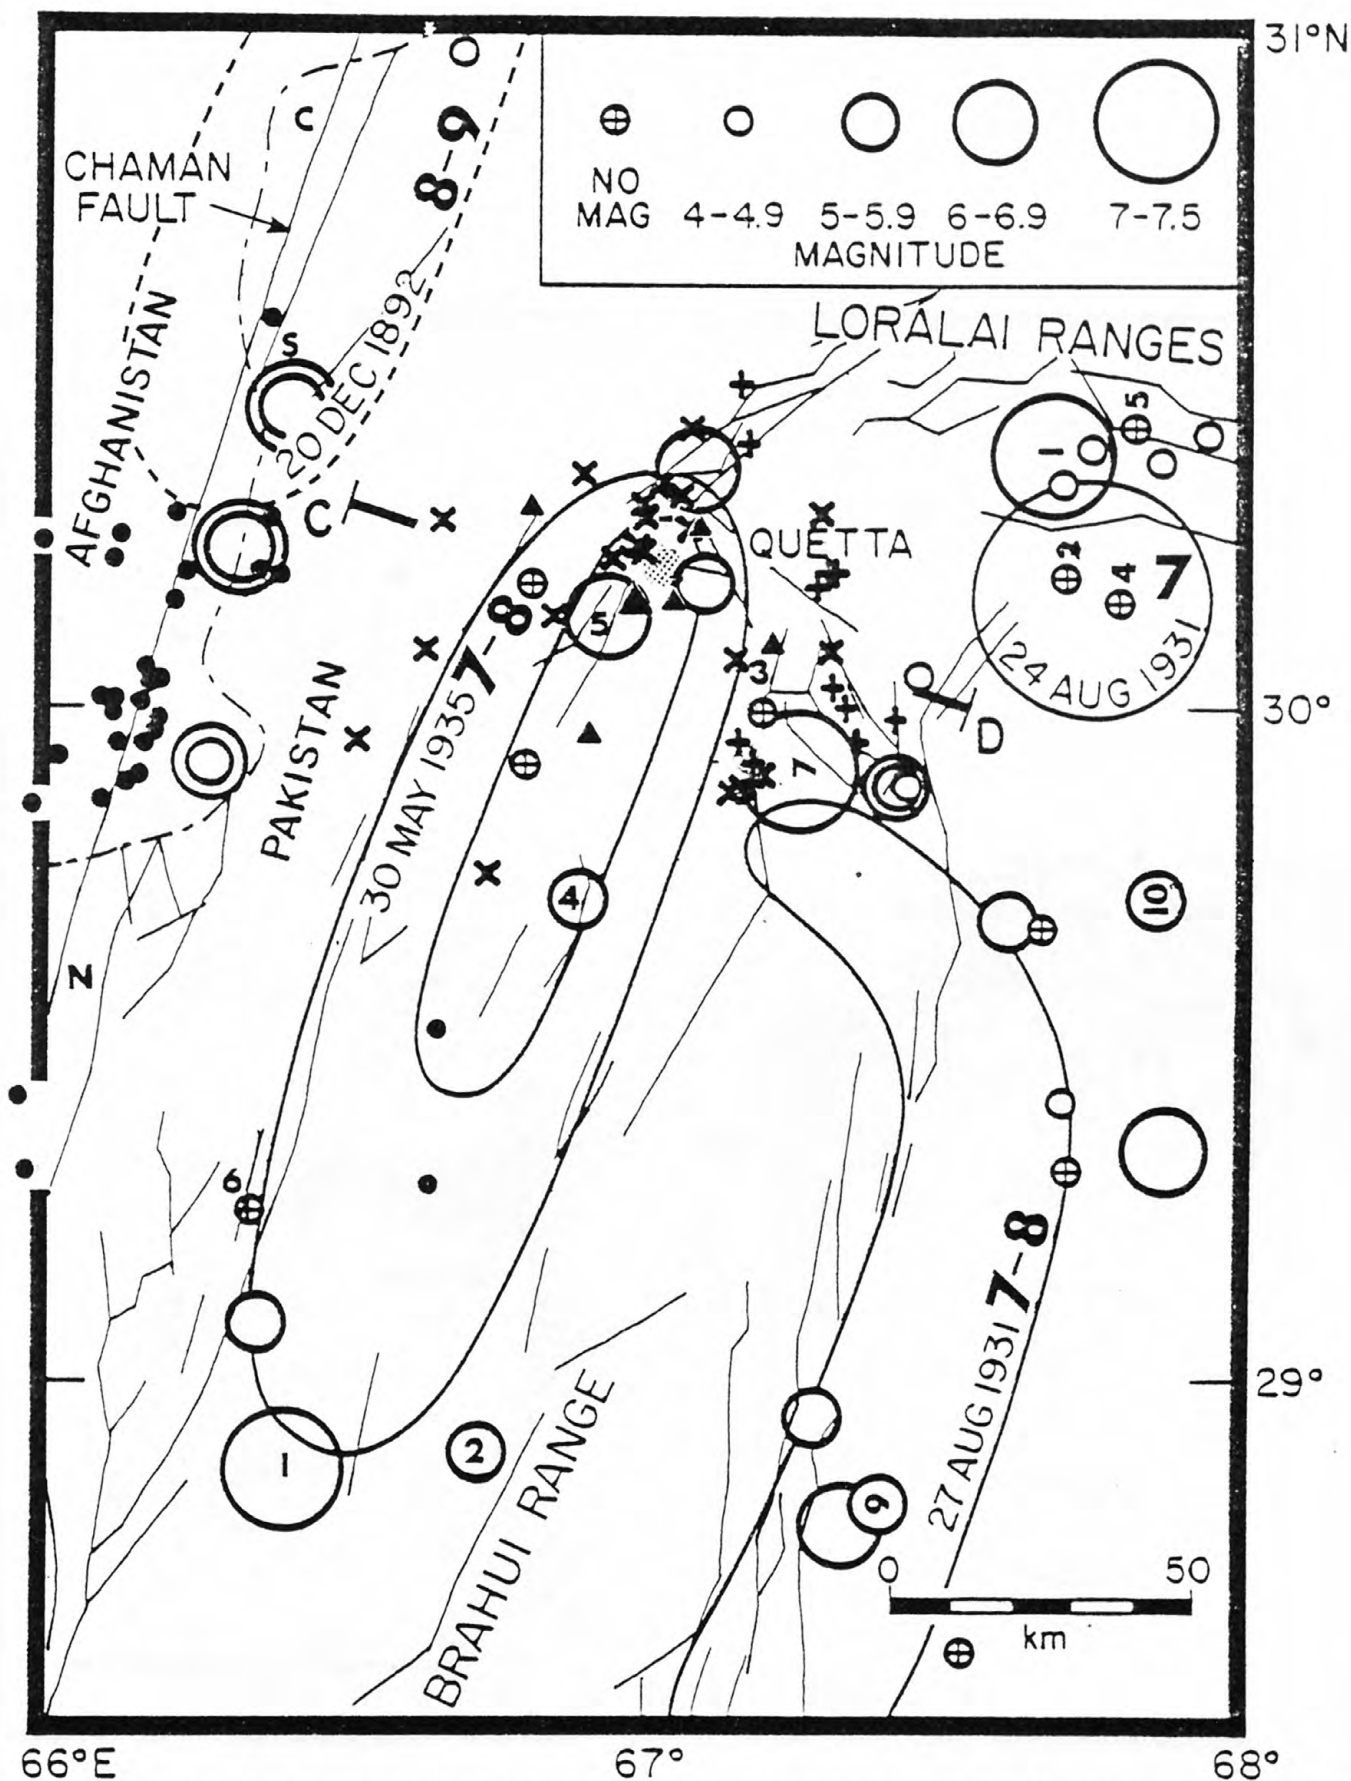 31°N
NO
MAG
4-4.9
5-5.9
6-6.9
7-7.5
MAGNITUDE
C
CHAMAN
FAULT
8-9
AFGHANISTAN
S
20 DEC 1892
LORALAI RANGES
5
1
C
QUETTA
2
4
7
24 AUG 1931
5
7-8
30 MAY 1935
3
30°
D
PAKISTAN
7
4
10
N
6
7-8
27 AUG 1931
29°
1
2
BRAHUI RANGE
9
0
50
km
66°E
67°
68°